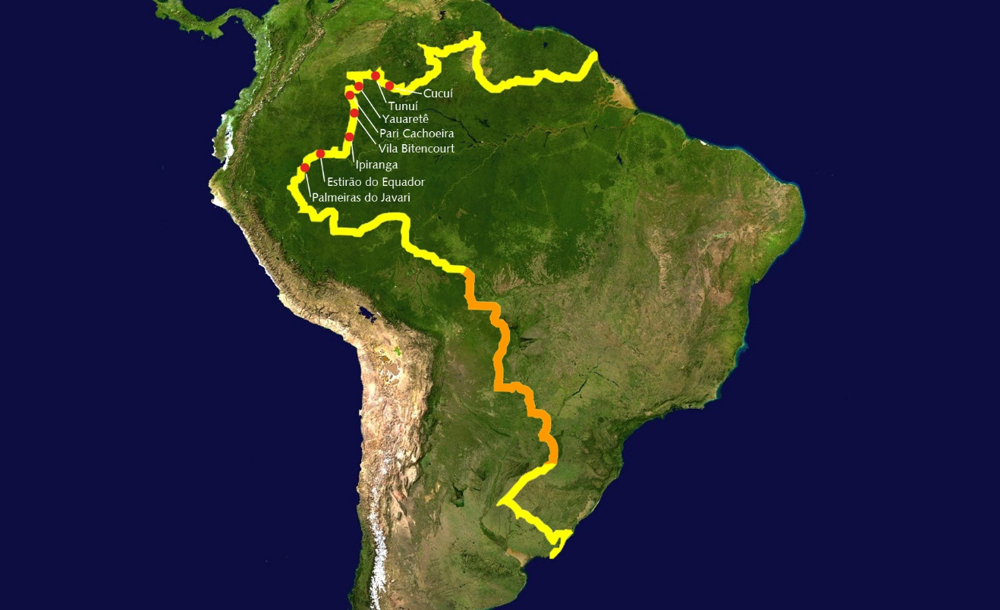 Cucuí
Tunuí
Yauaretê
Pari Cachoeira
Vila Bitencourt
Ipiranga
Estirão do Equador
Palmeiras do Javari